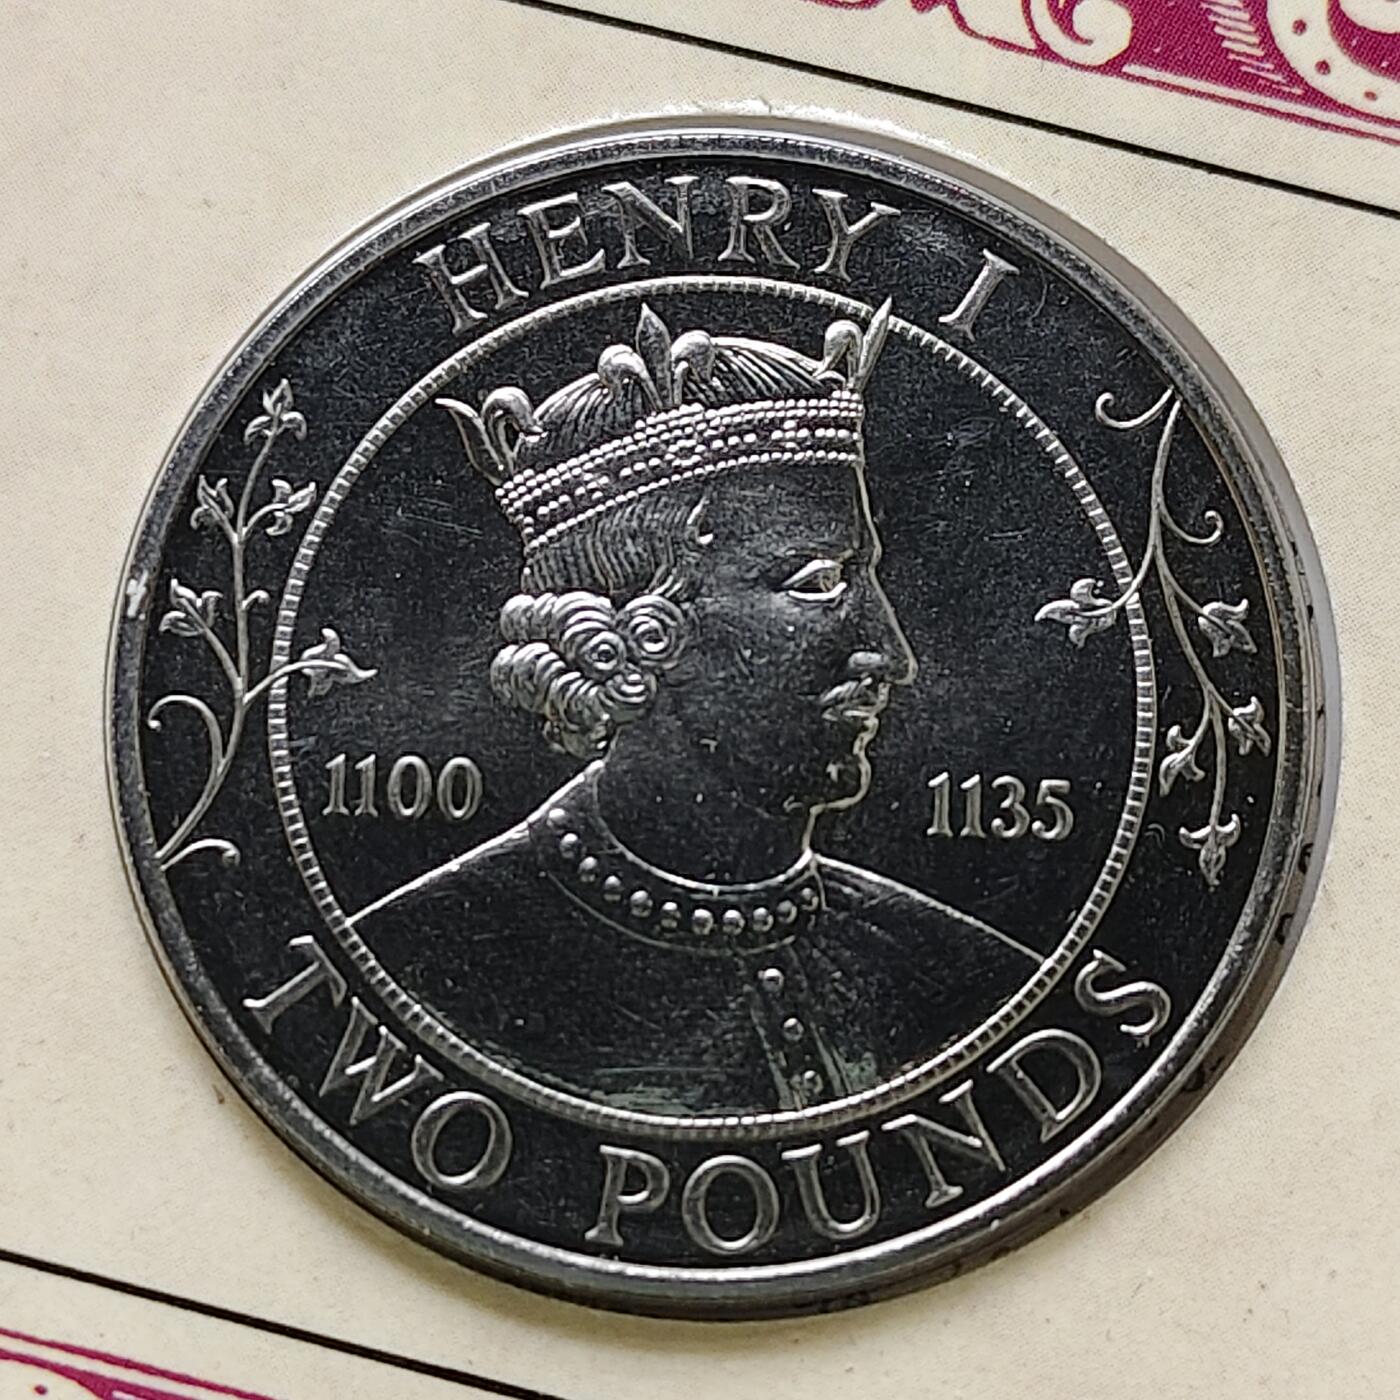 HENRY I
1100 1135
TWO POUNDS